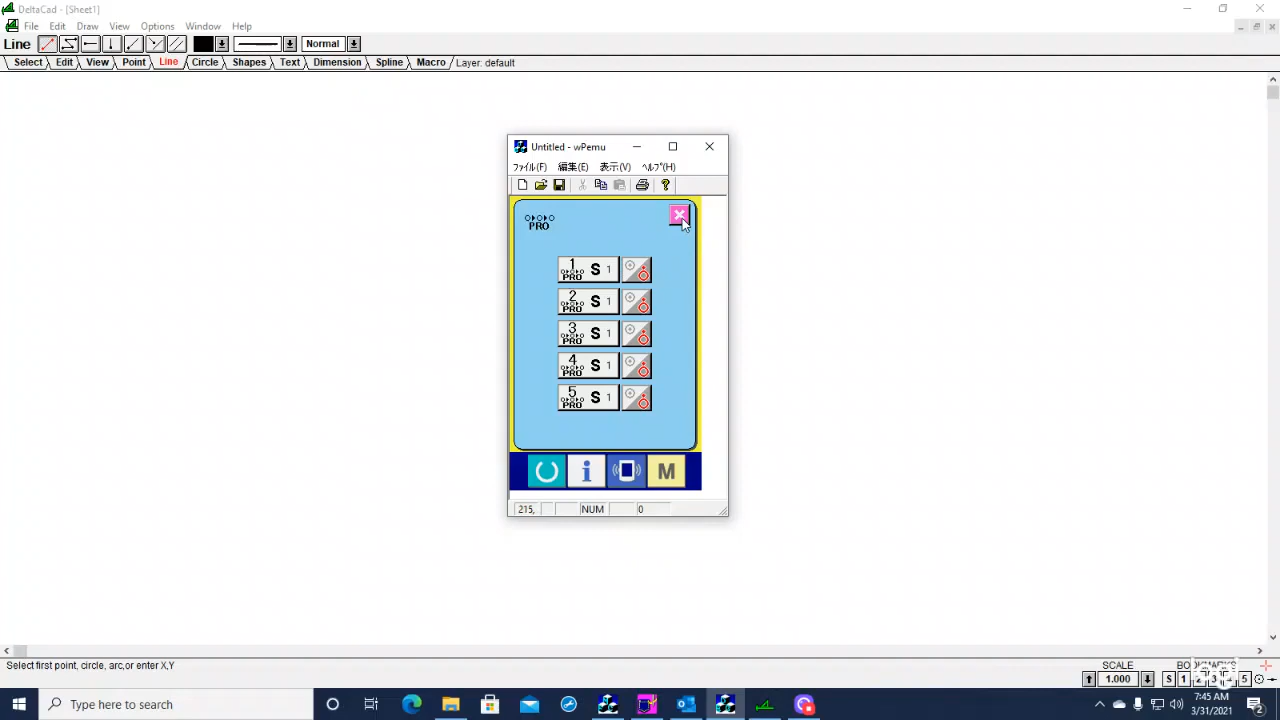 DeltaCad - [Sheet1]
File Edit Draw View Options Window Help
Line Normal
Select Edit View Point Line Circle Shapes Text Dimension Spline Macro Layer: default
Untitled - wPemu
ファイル(F) 編集(E) 表示(V) ヘルプ(H)
PRO
1 PRO S 1
2 PRO S 1
3 PRO S 1
4 PRO S 1
5 PRO S 1
i M
215, NUM 0
Select first point, circle, arc,or enter X,Y
SCALE BOOKMARKS
1.000 S 1 2 3 4 5
Type here to search
7:45 AM
3/31/2021
2